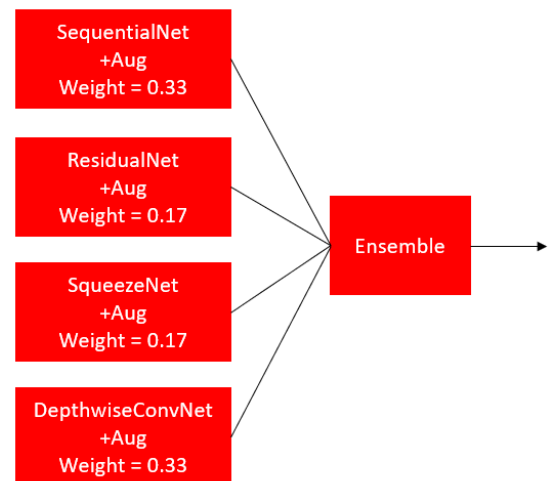 SequentialNet
+Aug
Weight = 0.33
ResidualNet
+Aug
Weight = 0.17
SqueezeNet
+Aug
Weight = 0.17
DepthwiseConvNet
+Aug
Weight = 0.33
Ensemble